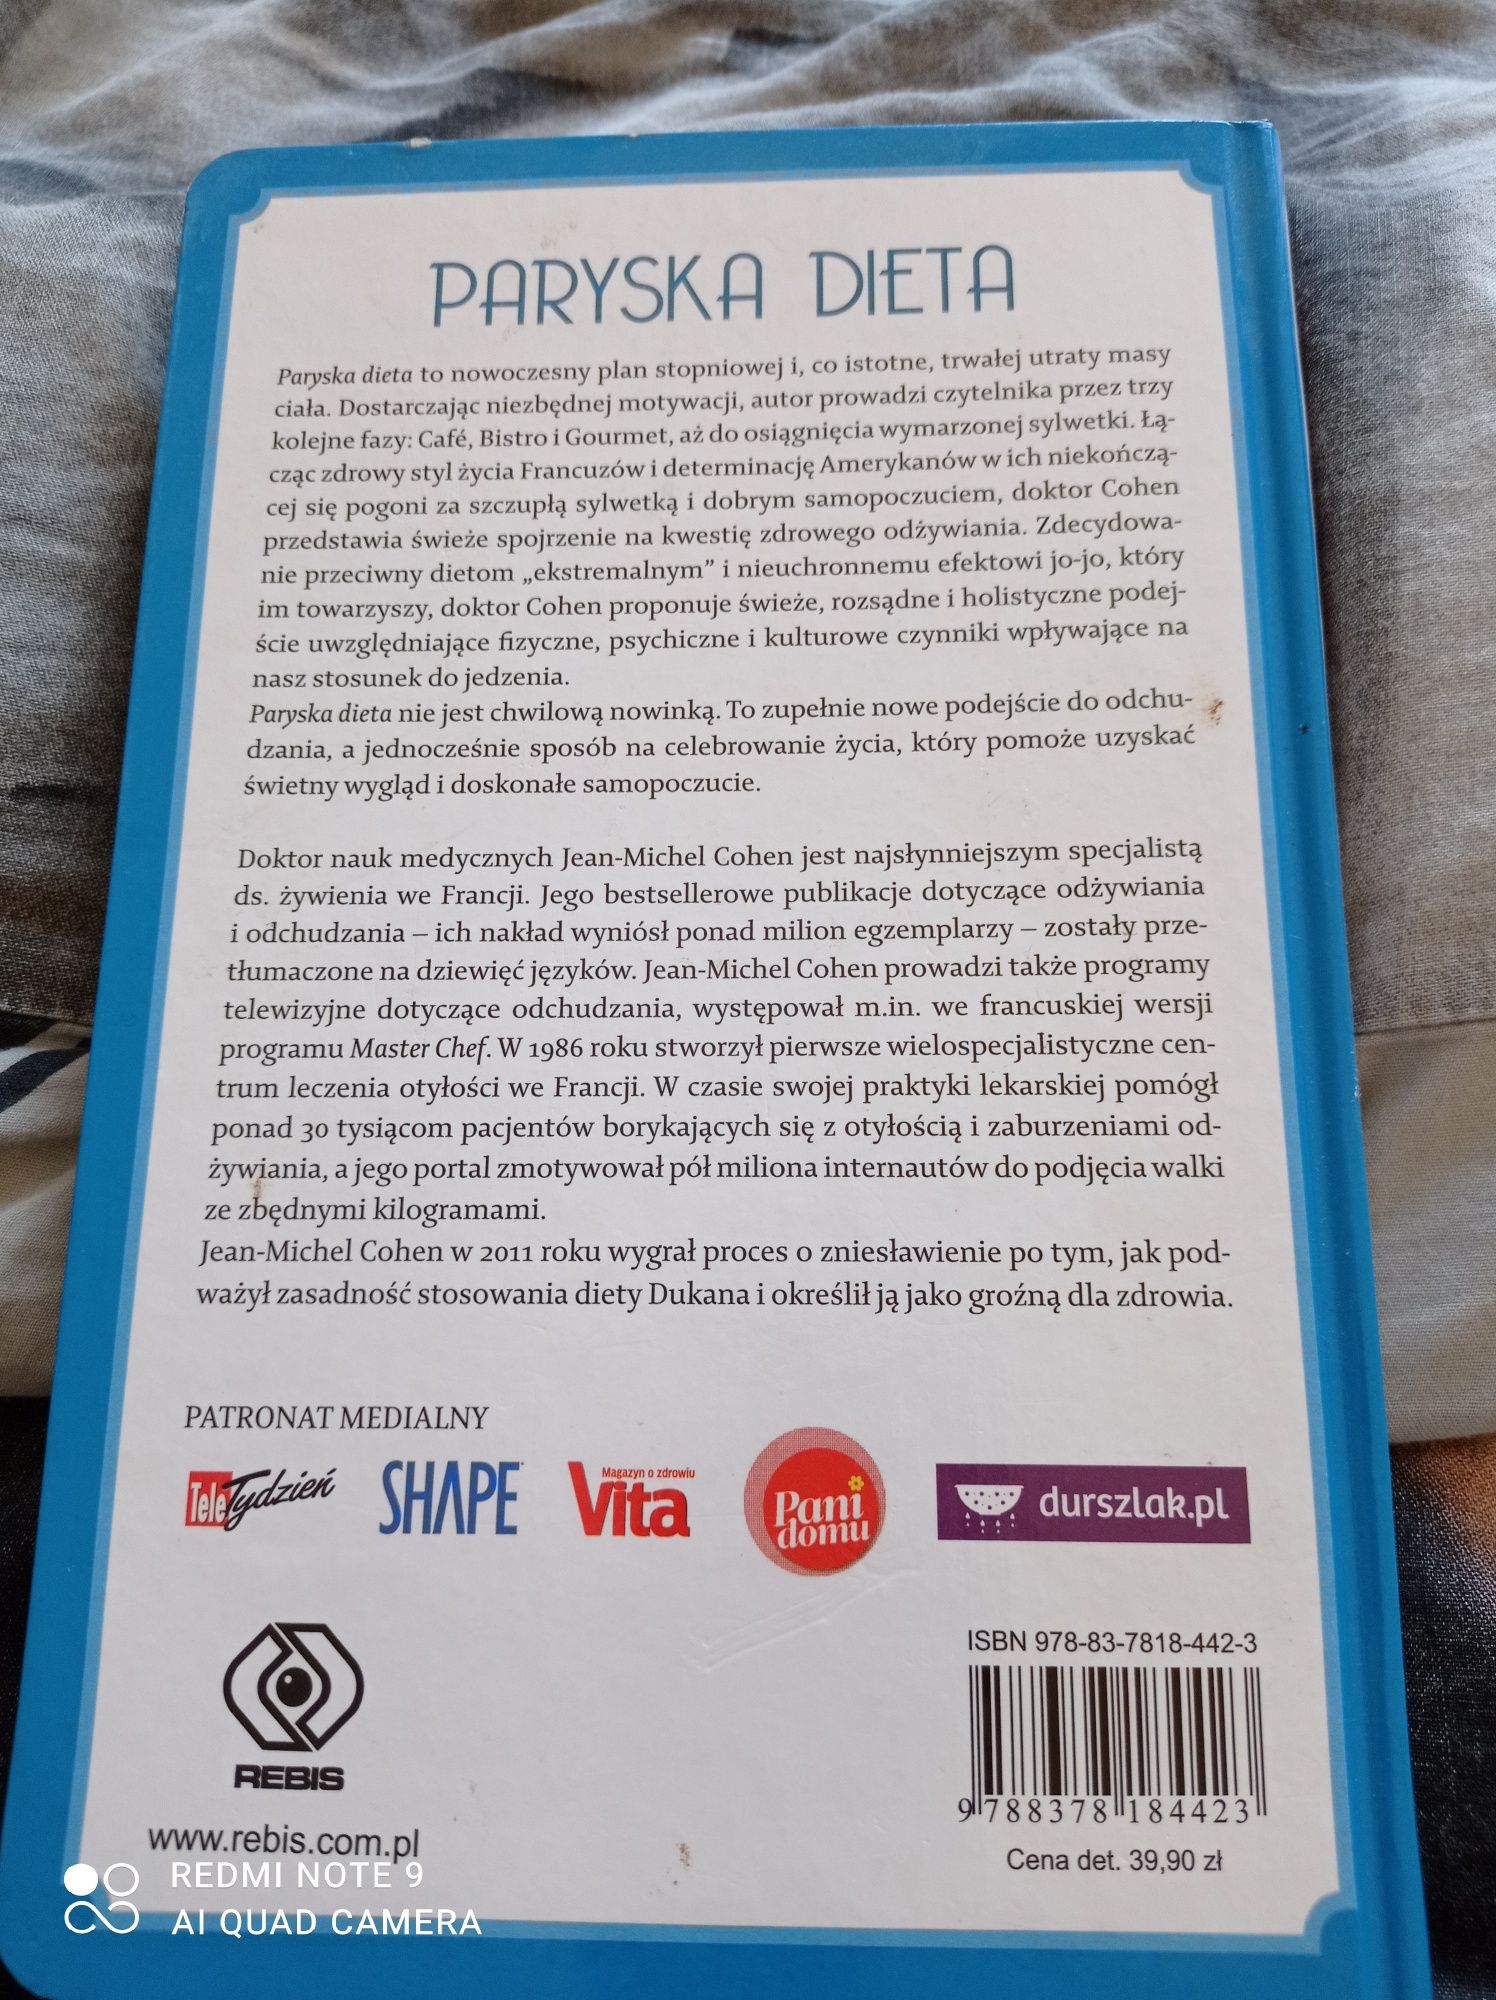 PARYSKA DIETA
Paryska dieta to nowoczesny plan stopniowej i, co istotne, trwałej utraty masy
ciała. Dostarczając niezbędnej motywacji, autor prowadzi czytelnika przez trzy
kolejne fazy: Café, Bistro i Gourmet, aż do osiągnięcia wymarzonej sylwetki. Łą-
cząc zdrowy styl życia Francuzów i determinację Amerykanów w ich niekończą-
cej się pogoni za szczupłą sylwetką i dobrym samopoczuciem, doktor Cohen
przedstawia świeże spojrzenie na kwestię zdrowego odżywiania. Zdecydowa-
nie przeciwny dietom „ekstremalnym” i nieuchronnemu efektowi jo-jo, który
im towarzyszy, doktor Cohen proponuje świeże, rozsądne i holistyczne podej-
ście uwzględniające fizyczne, psychiczne i kulturowe czynniki wpływające na
nasz stosunek do jedzenia.
Paryska dieta nie jest chwilową nowinką. To zupełnie nowe podejście do odchu-
dzania, a jednocześnie sposób na celebrowanie życia, który pomoże uzyskać
świetny wygląd i doskonałe samopoczucie.
Doktor nauk medycznych Jean-Michel Cohen jest najsłynniejszym specjalistą
ds. żywienia we Francji. Jego bestsellerowe publikacje dotyczące odżywiania
i odchudzania – ich nakład wyniósł ponad milion egzemplarzy – zostały prze-
tłumaczone na dziewięć języków. Jean-Michel Cohen prowadzi także programy
telewizyjne dotyczące odchudzania, występował m.in. we francuskiej wersji
programu Master Chef. W 1986 roku stworzył pierwsze wielospecjalistyczne cen-
trum leczenia otyłości we Francji. W czasie swojej praktyki lekarskiej pomógł
ponad 30 tysiącom pacjentów borykających się z otyłością i zaburzeniami od-
żywiania, a jego portal zmotywował pół miliona internautów do podjęcia walki
ze zbędnymi kilogramami.
Jean-Michel Cohen w 2011 roku wygrał proces o zniesławienie po tym, jak pod-
ważył zasadność stosowania diety Dukana i określił ją jako groźną dla zdrowia.
PATRONAT MEDIALNY
Tele Tydzień
SHAPE
Magazyn o zdrowiu
Vita
Pani
domu
durszlak.pl
REBIS
www.rebis.com.pl
ISBN 978-83-7818-442-3
9 788378 184423
Cena det. 39,90 zł
REDMI NOTE 9
AI QUAD CAMERA